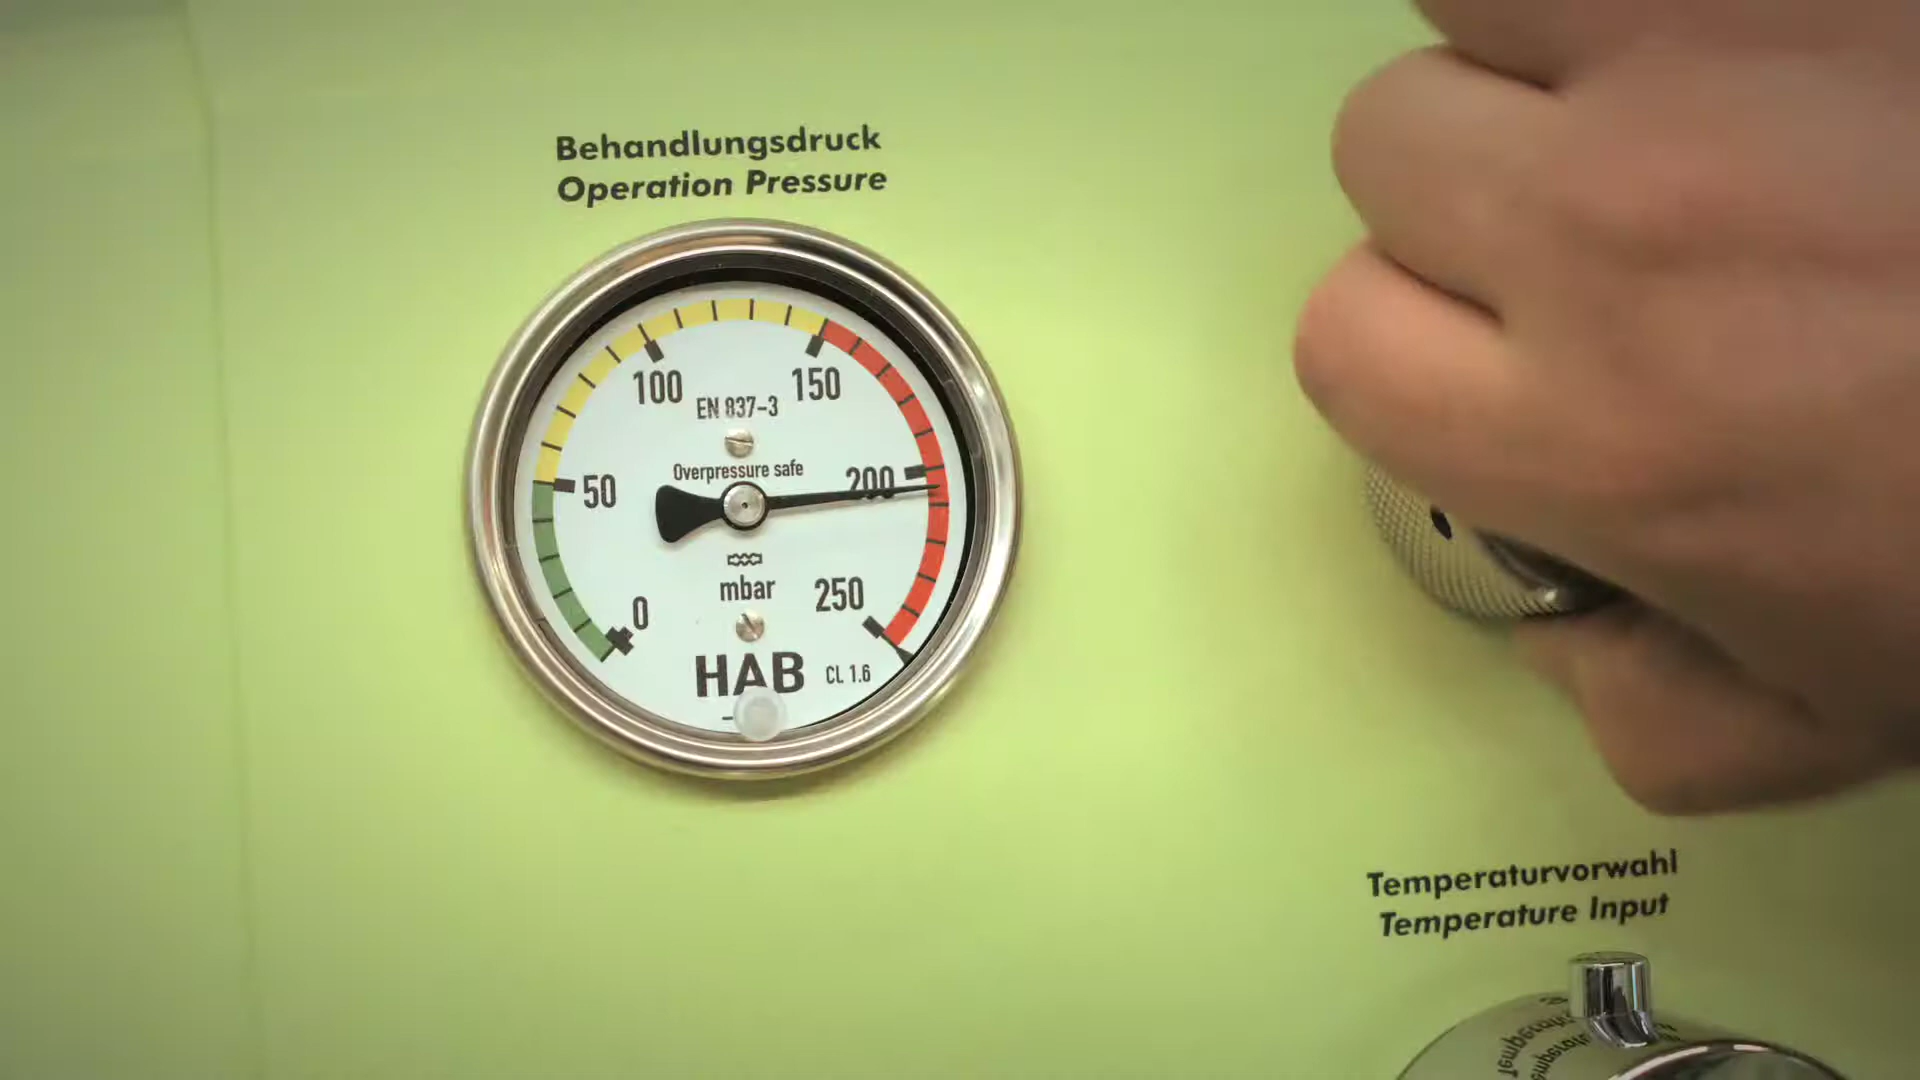 Behandlungsdruck
Operation Pressure
100
150
EN 837-3
Overpressure safe
50
200
mbar
0
250
HAB
CL 1.6
Temperaturvorwahl
Temperature Input